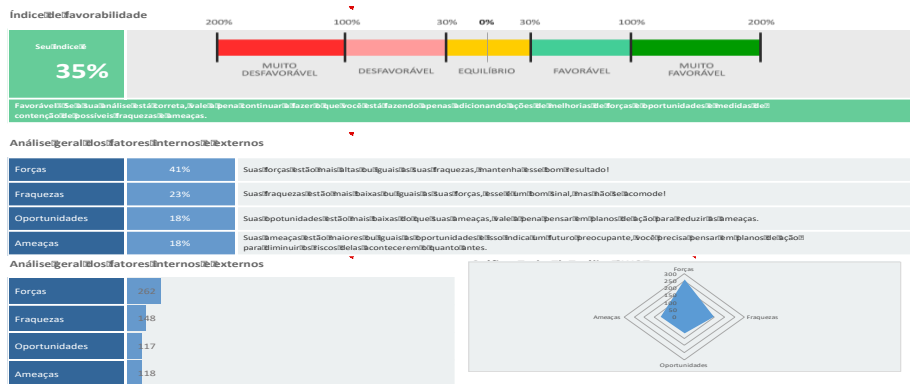 Índice de favorabilidade
200% 100% 30% 0% 30% 100% 200%
Seu índice
35%
MUITO DESFAVORÁVEL
DESFAVORÁVEL
EQUILÍBRIO
FAVORÁVEL
MUITO FAVORÁVEL
Favorável! Se a sua análise está correta, vale a pena continuar a fazer o que você está fazendo apenas adicionando ações de melhorias de forças e oportunidades e medidas de
contenção de possiveis fraquezas e ameaças.
Análise geral dos fatores internos e externos
Forças 41% Suas forças estão mais altas ou iguais as suas fraquezas, mantenha esse bom resultado!
Fraquezas 23% Suas fraquezas estão mais baixas ou iguais as suas forças, esse é um bom sinal, mas não se acomode!
Oportunidades 18% Suas oputunidades estão mais baixas do que suas ameaças, vale a pena pensar em planos de ação para reduzir as ameaças.
Ameaças 18% Suas ameaças estão maiores ou iguais as oportunidades e isso indica um futuro preocupante, você precisa pensar em planos de ação
para diminuir os riscos delas acontecerem o quanto antes.
Análise geral dos fatores internos e externos
Forças 262
Fraquezas 148
Oportunidades 117
Ameaças 118
Forças
300
250
200
150
100
50
0
Ameaças
Fraquezas
Oportunidades